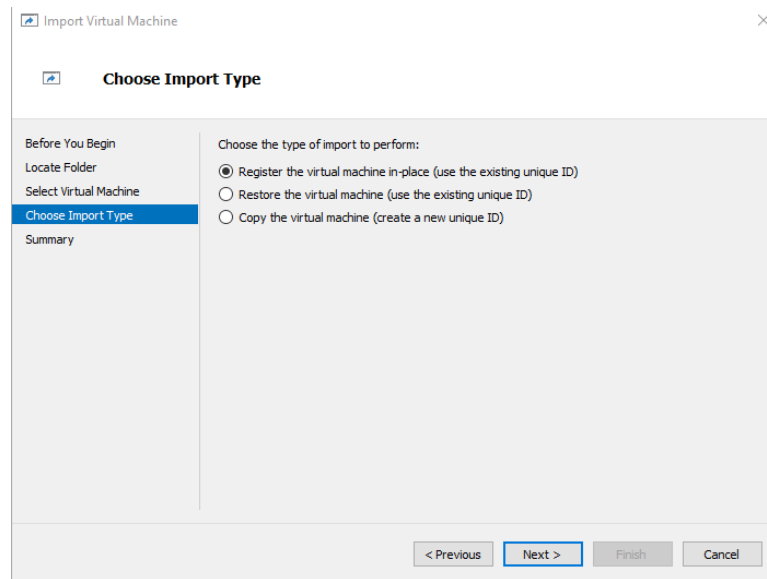 Import Virtual Machine
Choose Import Type
Before You Begin
Locate Folder
Select Virtual Machine
Choose Import Type
Summary
Choose the type of import to perform:
Register the virtual machine in-place (use the existing unique ID)
Restore the virtual machine (use the existing unique ID)
Copy the virtual machine (create a new unique ID)
< Previous
Next >
Finish
Cancel